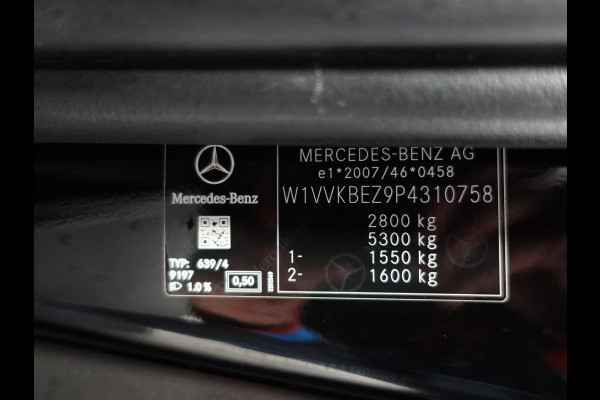 MERCEDES-BENZ AG
e1*2007/46*0458
W1VVKBEZ9P4310758
2800 kg
5300 kg
1- 1550 kg
2- 1600 kg
Mercedes-Benz
TYP: 639/4
9197
1.0 %
0,50